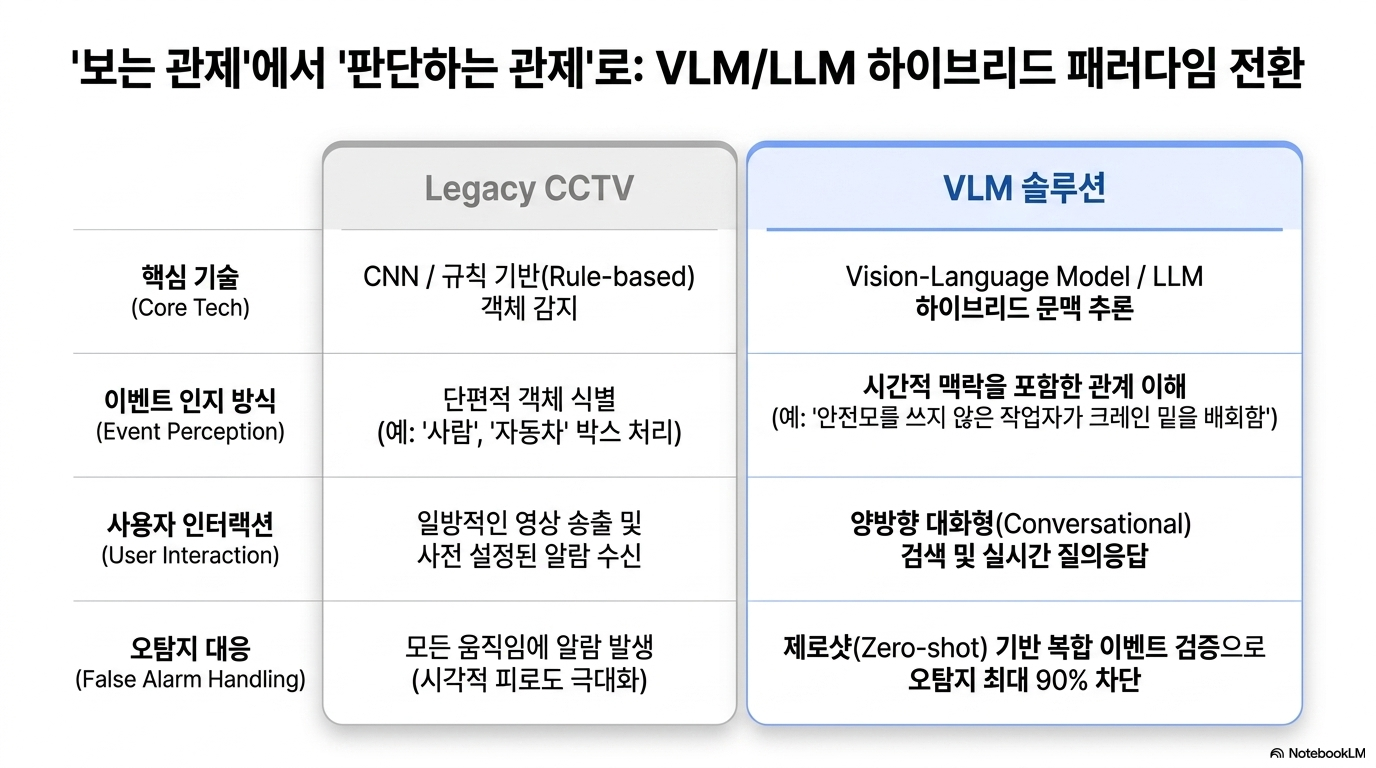 '보는 관제'에서 '판단하는 관제'로: VLM/LLM 하이브리드 패러다임 전환
Legacy CCTV
VLM 솔루션
핵심 기술
(Core Tech)
CNN / 규칙 기반(Rule-based)
객체 감지
Vision-Language Model / LLM
하이브리드 문맥 추론
이벤트 인지 방식
(Event Perception)
단편적 객체 식별
(예: '사람', '자동차' 박스 처리)
시간적 맥락을 포함한 관계 이해
(예: '안전모를 쓰지 않은 작업자가 크레인 밑을 배회함')
사용자 인터랙션
(User Interaction)
일방적인 영상 송출 및
사전 설정된 알람 수신
양방향 대화형(Conversational)
검색 및 실시간 질의응답
오탐지 대응
(False Alarm Handling)
모든 움직임에 알람 발생
(시각적 피로도 극대화)
제로샷(Zero-shot) 기반 복합 이벤트 검증으로
오탐지 최대 90% 차단
NotebookLM